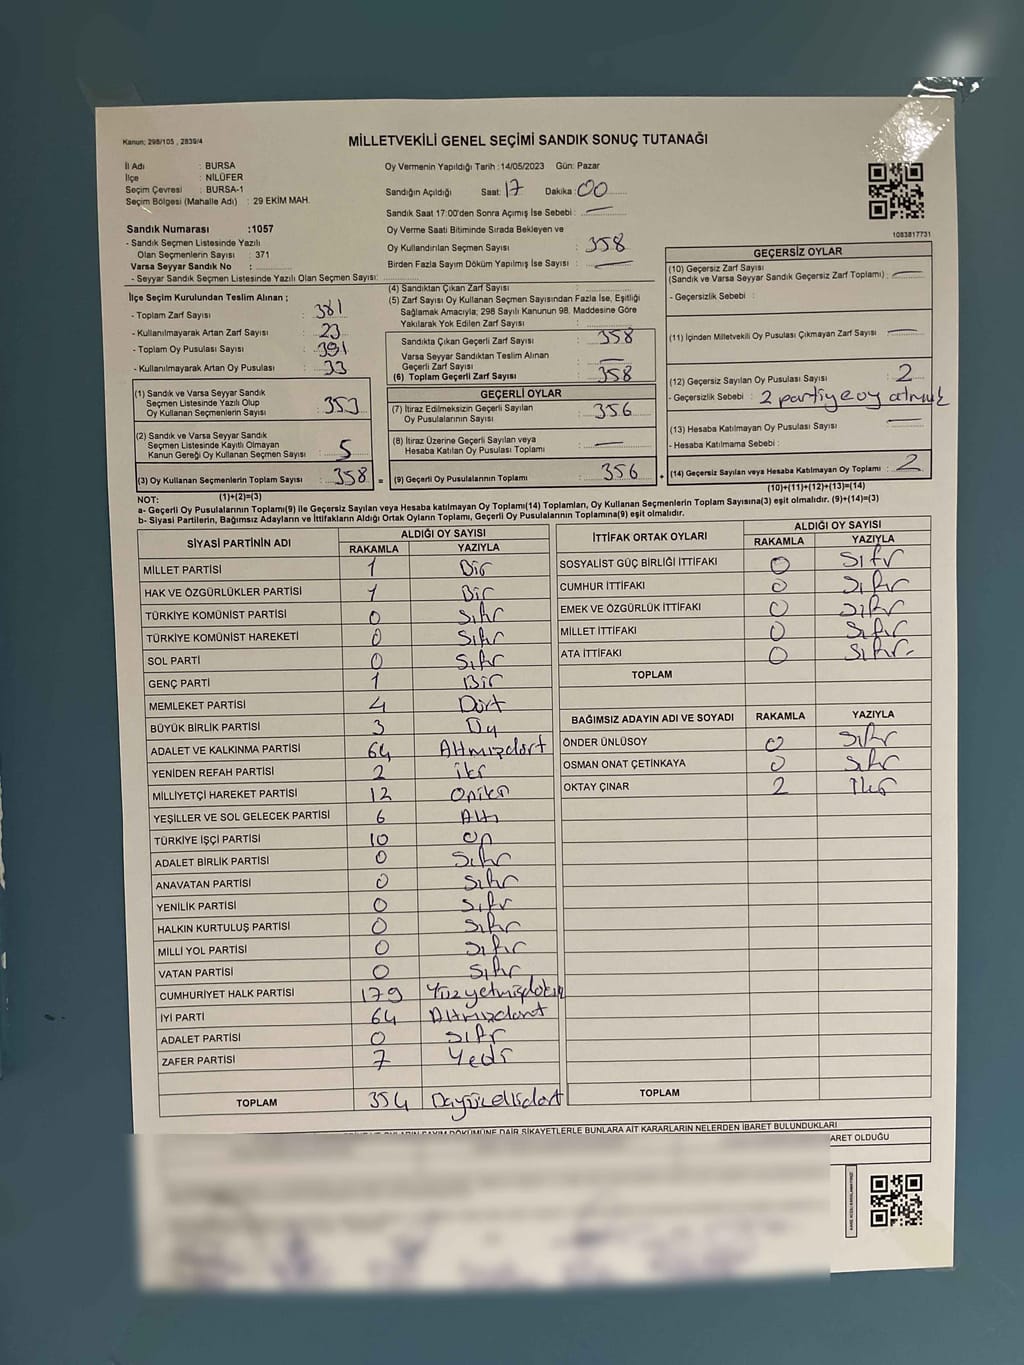 Kanun; 298/105 , 2839/4
MİLLETVEKİLİ GENEL SEÇİMİ SANDIK SONUÇ TUTANAĞI
İl Adı : BURSA
İlçe : NİLÜFER
Seçim Çevresi : BURSA-1
Seçim Bölgesi (Mahalle Adı) : 29 EKİM MAH.
Sandık Numarası :1057
- Sandık Seçmen Listesinde Yazılı
Olan Seçmenlerin Sayısı : 371
Varsa Seyyar Sandık No :
- Seyyar Sandık Seçmen Listesinde Yazılı Olan Seçmen Sayısı:
Oy Vermenin Yapıldığı Tarih :14/05/2023 Gün: Pazar
Sandığın Açıldığı Saat: 17 Dakika: 00
Sandık Saat 17:00'den Sonra Açımış İse Sebebi : —
Oy Verme Saati Bitiminde Sırada Bekleyen ve
Oy Kullandırılan Seçmen Sayısı : 358
Birden Fazla Sayım Döküm Yapılmış İse Sayısı : —
1083817731
İlçe Seçim Kurulundan Teslim Alınan ;
- Toplam Zarf Sayısı : 381
- Kullanılmayarak Artan Zarf Sayısı : 23
- Toplam Oy Pusulası Sayısı : 391
- Kullanılmayarak Artan Oy Pusulası : 33
(4) Sandıktan Çıkan Zarf Sayısı :
(5) Zarf Sayısı Oy Kullanan Seçmen Sayısından Fazla İse, Eşitliği
Sağlamak Amacıyla; 298 Sayılı Kanunun 98. Maddesine Göre
Yakılarak Yok Edilen Zarf Sayısı :
Sandıkta Çıkan Geçerli Zarf Sayısı : 358
Varsa Seyyar Sandıktan Teslim Alınan
Geçerli Zarf Sayısı : —
(6) Toplam Geçerli Zarf Sayısı : 358
GEÇERSİZ OYLAR
(10) Geçersiz Zarf Sayısı
(Sandık ve Varsa Seyyar Sandık Geçersiz Zarf Toplamı) : —
- Geçersizlik Sebebi :
(11) İçinden Milletvekili Oy Pusulası Çıkmayan Zarf Sayısı : —
(12) Geçersiz Sayılan Oy Pusulası Sayısı : 2
- Geçersizlik Sebebi : 2 partiye oy atmak
(13) Hesaba Katılmayan Oy Pusulası Sayısı : —
- Hesaba Katılmama Sebebi :
(1) Sandık ve Varsa Seyyar Sandık
Seçmen Listesinde Yazılı Olup
Oy Kullanan Seçmenlerin Sayısı : 353
(2) Sandık ve Varsa Seyyar Sandık
Seçmen Listesinde Kayıtlı Olmayan
Kanun Gereği Oy Kullanan Seçmen Sayısı : 5
(3) Oy Kullanan Seçmenlerin Toplam Sayısı : 358 =
GEÇERLİ OYLAR
(7) İtiraz Edilmeksizin Geçerli Sayılan
Oy Pusulalarının Sayısı : 356
(8) İtiraz Üzerine Geçerli Sayılan veya
Hesaba Katılan Oy Pusulası Toplamı : —
(9) Geçerli Oy Pusulalarının Toplamı : 356 +
(14) Geçersiz Sayılan veya Hesaba Katılmayan Oy Toplamı : 2
(1)+(2)=(3)
(10)+(11)+(12)+(13)=(14)
NOT:
a- Geçerli Oy Pusulalarının Toplamı(9) ile Geçersiz Sayılan veya Hesaba katılmayan Oy Toplamı(14) Toplamları, Oy Kullanan Seçmenlerin Toplam Sayısına(3) eşit olmalıdır. (9)+(14)=(3)
b- Siyasi Partilerin, Bağımsız Adayların ve İttifakların Aldığı Ortak Oyların Toplamı, Geçerli Oy Pusulalarının Toplamına(9) eşit olmalıdır.
SİYASİ PARTİNİN ADI ALDIĞI OY SAYISI
RAKAMLA YAZIYLA
MİLLET PARTİSİ 1 Bir
HAK VE ÖZGÜRLÜKLER PARTİSİ 1 Bir
TÜRKİYE KOMÜNİST PARTİSİ 0 Sıfır
TÜRKİYE KOMÜNİST HAREKETİ 0 Sıfır
SOL PARTİ 0 Sıfır
GENÇ PARTİ 1 Bir
MEMLEKET PARTİSİ 4 Dört
BÜYÜK BİRLİK PARTİSİ 3
ADALET VE KALKINMA PARTİSİ 64 Altmışdört
YENİDEN REFAH PARTİSİ 2 iki
MİLLİYETÇİ HAREKET PARTİSİ 12 Oniki
YEŞİLLER VE SOL GELECEK PARTİSİ 6 Altı
TÜRKİYE İŞÇİ PARTİSİ 10 On
ADALET BİRLİK PARTİSİ 0 Sıfır
ANAVATAN PARTİSİ 0 Sıfır
YENİLİK PARTİSİ 0 Sıfır
HALKIN KURTULUŞ PARTİSİ 0 Sıfır
MİLLİ YOL PARTİSİ 0 Sıfır
VATAN PARTİSİ 0 Sıfır
CUMHURİYET HALK PARTİSİ 179 Yüzyetmişdokuz
İYİ PARTİ 64 Altmışdört
ADALET PARTİSİ 0 Sıfır
ZAFER PARTİSİ 7 Yedi
TOPLAM 354
İTTİFAK ORTAK OYLARI ALDIĞI OY SAYISI
RAKAMLA YAZIYLA
SOSYALİST GÜÇ BİRLİĞİ İTTİFAKI 0 Sıfır
CUMHUR İTTİFAKI 0 Sıfır
EMEK VE ÖZGÜRLÜK İTTİFAKI 0 Sıfır
MİLLET İTTİFAKI 0 Sıfır
ATA İTTİFAKI 0 Sıfır
TOPLAM
BAĞIMSIZ ADAYIN ADI VE SOYADI RAKAMLA YAZIYLA
ÖNDER ÜNLÜSOY 0 Sıfır
OSMAN ONAT ÇETİNKAYA 0 Sıfır
OKTAY ÇINAR 2 İki
TOPLAM
DÖKÜMÜNE DAİR ŞİKAYETLERLE BUNLARA AİT KARARLARIN NELERDEN İBARET BULUNDUKLARI
ARET OLDUĞU